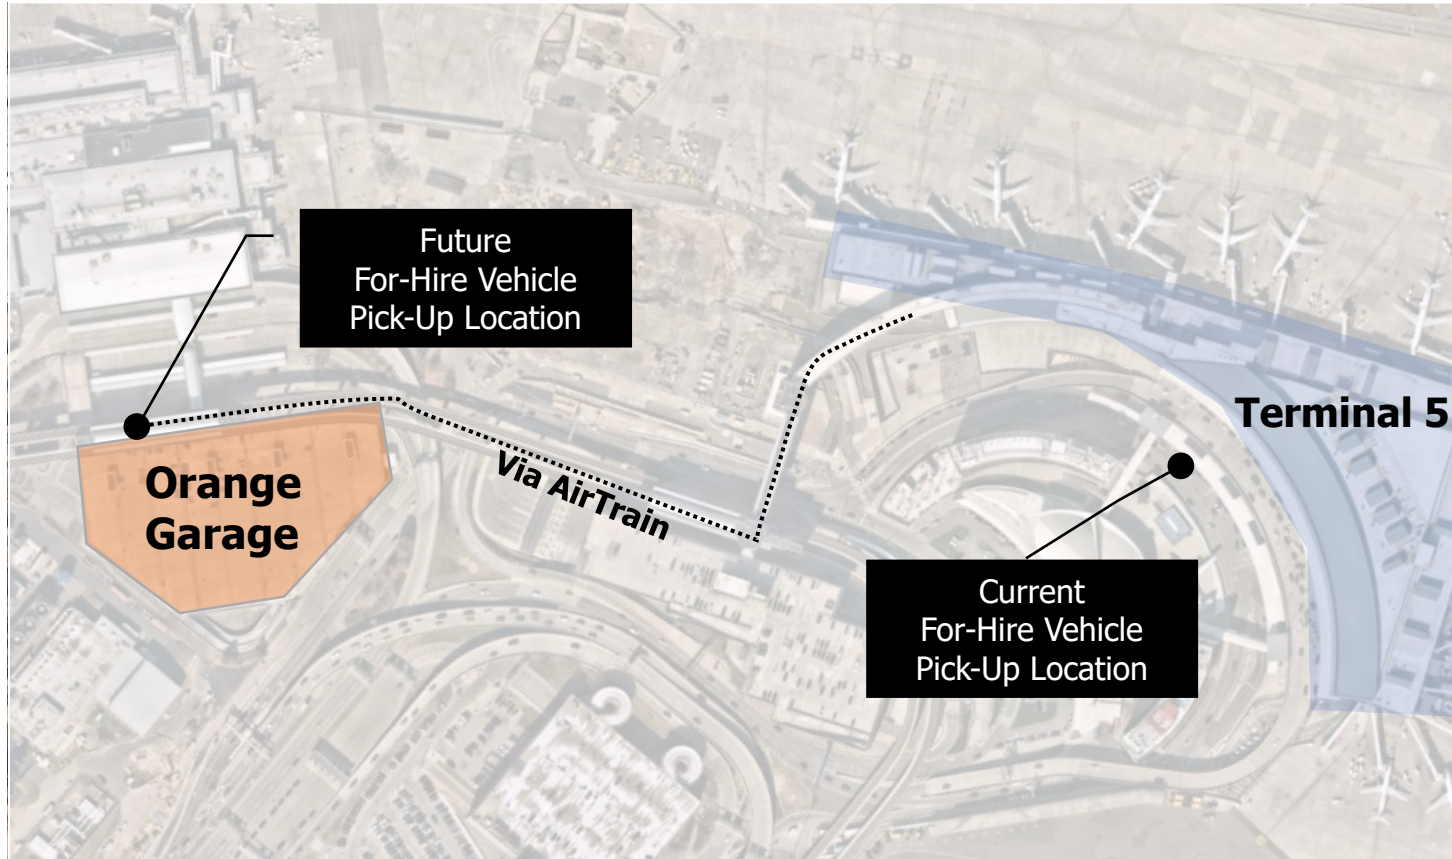 Future
For-Hire Vehicle
Pick-Up Location
Terminal 5
Orange
Garage
Via AirTrain
Current
For-Hire Vehicle
Pick-Up Location